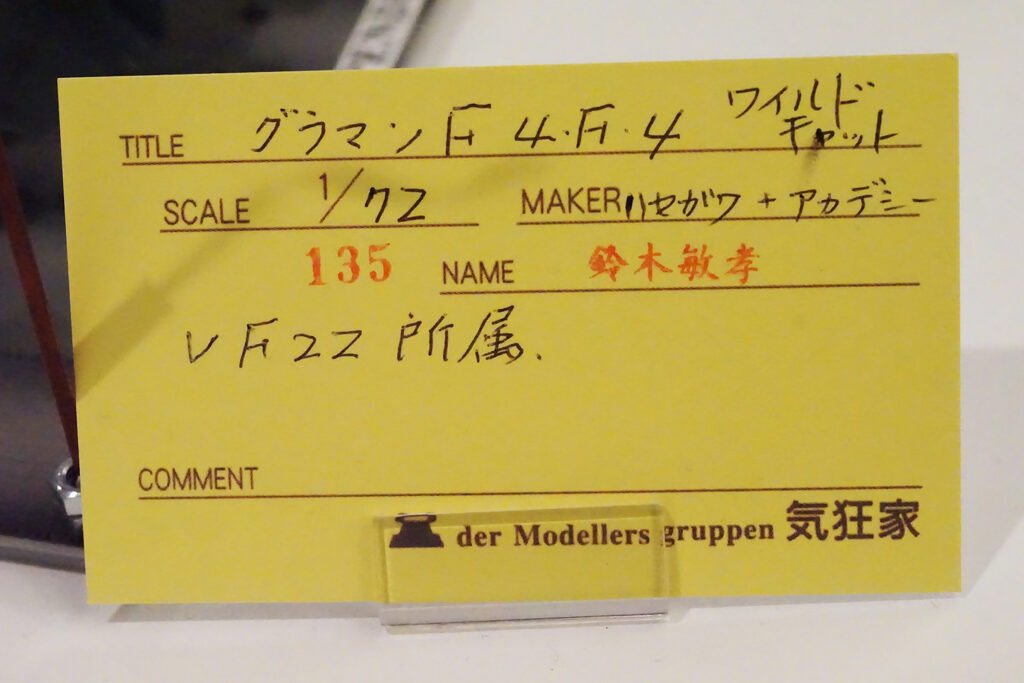 TITLE グラマン F4・F・4 ワイルドキャット
SCALE 1/72 MAKER ハセガワ + アカデミー
135 NAME 鈴木敏孝
VF22 所属.
COMMENT
der Modellers gruppen 気狂家